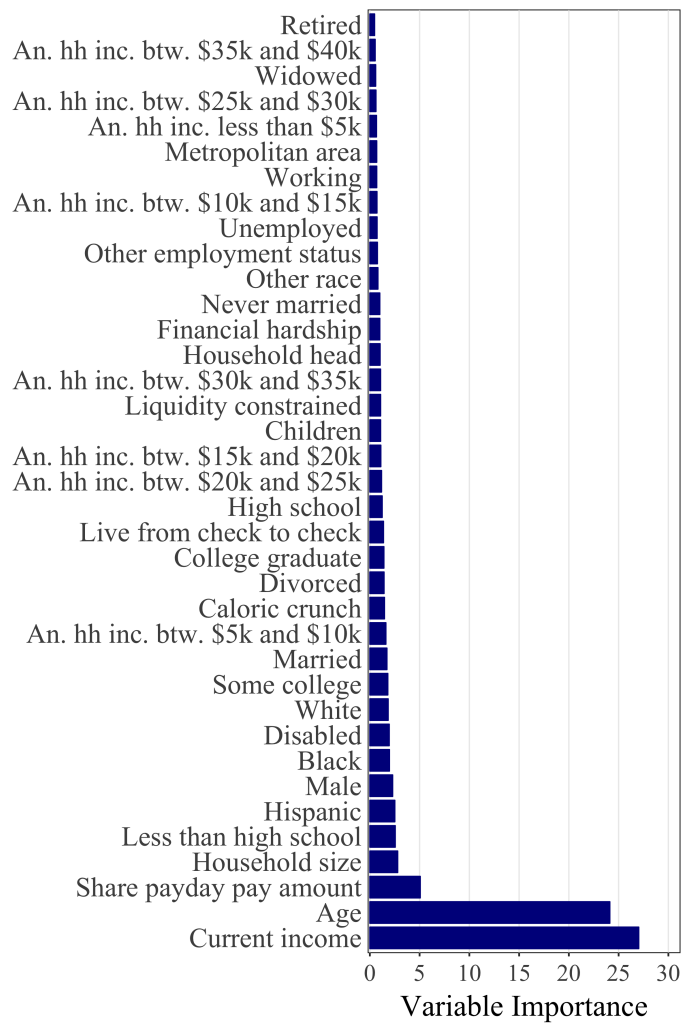 Retired
An. hh inc. btw. $35k and $40k
Widowed
An. hh inc. btw. $25k and $30k
An. hh inc. less than $5k
Metropolitan area
Working
An. hh inc. btw. $10k and $15k
Unemployed
Other employment status
Other race
Never married
Financial hardship
Household head
An. hh inc. btw. $30k and $35k
Liquidity constrained
Children
An. hh inc. btw. $15k and $20k
An. hh inc. btw. $20k and $25k
High school
Live from check to check
College graduate
Divorced
Caloric crunch
An. hh inc. btw. $5k and $10k
Married
Some college
White
Disabled
Black
Male
Hispanic
Less than high school
Household size
Share payday pay amount
Age
Current income
0 5 10 15 20 25 30
Variable Importance